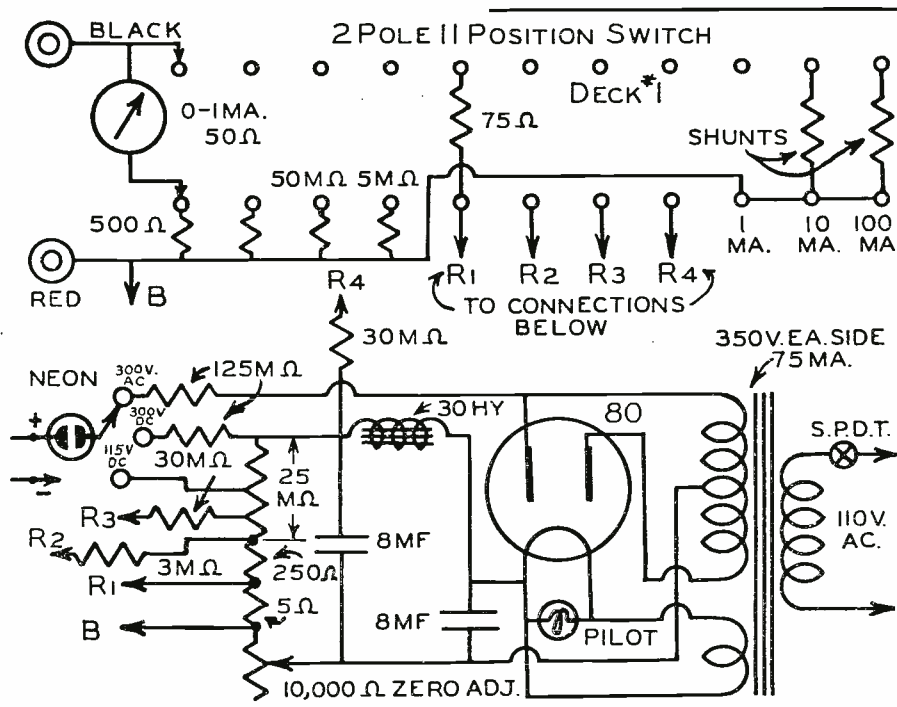 BLACK
2 POLE 11 POSITION SWITCH
DECK #1
0-1MA.
50Ω
75Ω
SHUNTS
500Ω
50MΩ 5MΩ
1 MA.
10 MA.
100 MA
RED
B
R4
R1 R2 R3 R4
TO CONNECTIONS
BELOW
30MΩ
350V. EA. SIDE
75 MA.
NEON
300V. AC
125MΩ
300V DC
30HY
80
S.P.D.T.
+
30MΩ
115V DC
25
MΩ
-
R3
110V.
AC.
R2
8MF
3MΩ
250Ω
R1
5Ω
B
8MF
PILOT
10,000 Ω ZERO ADJ.